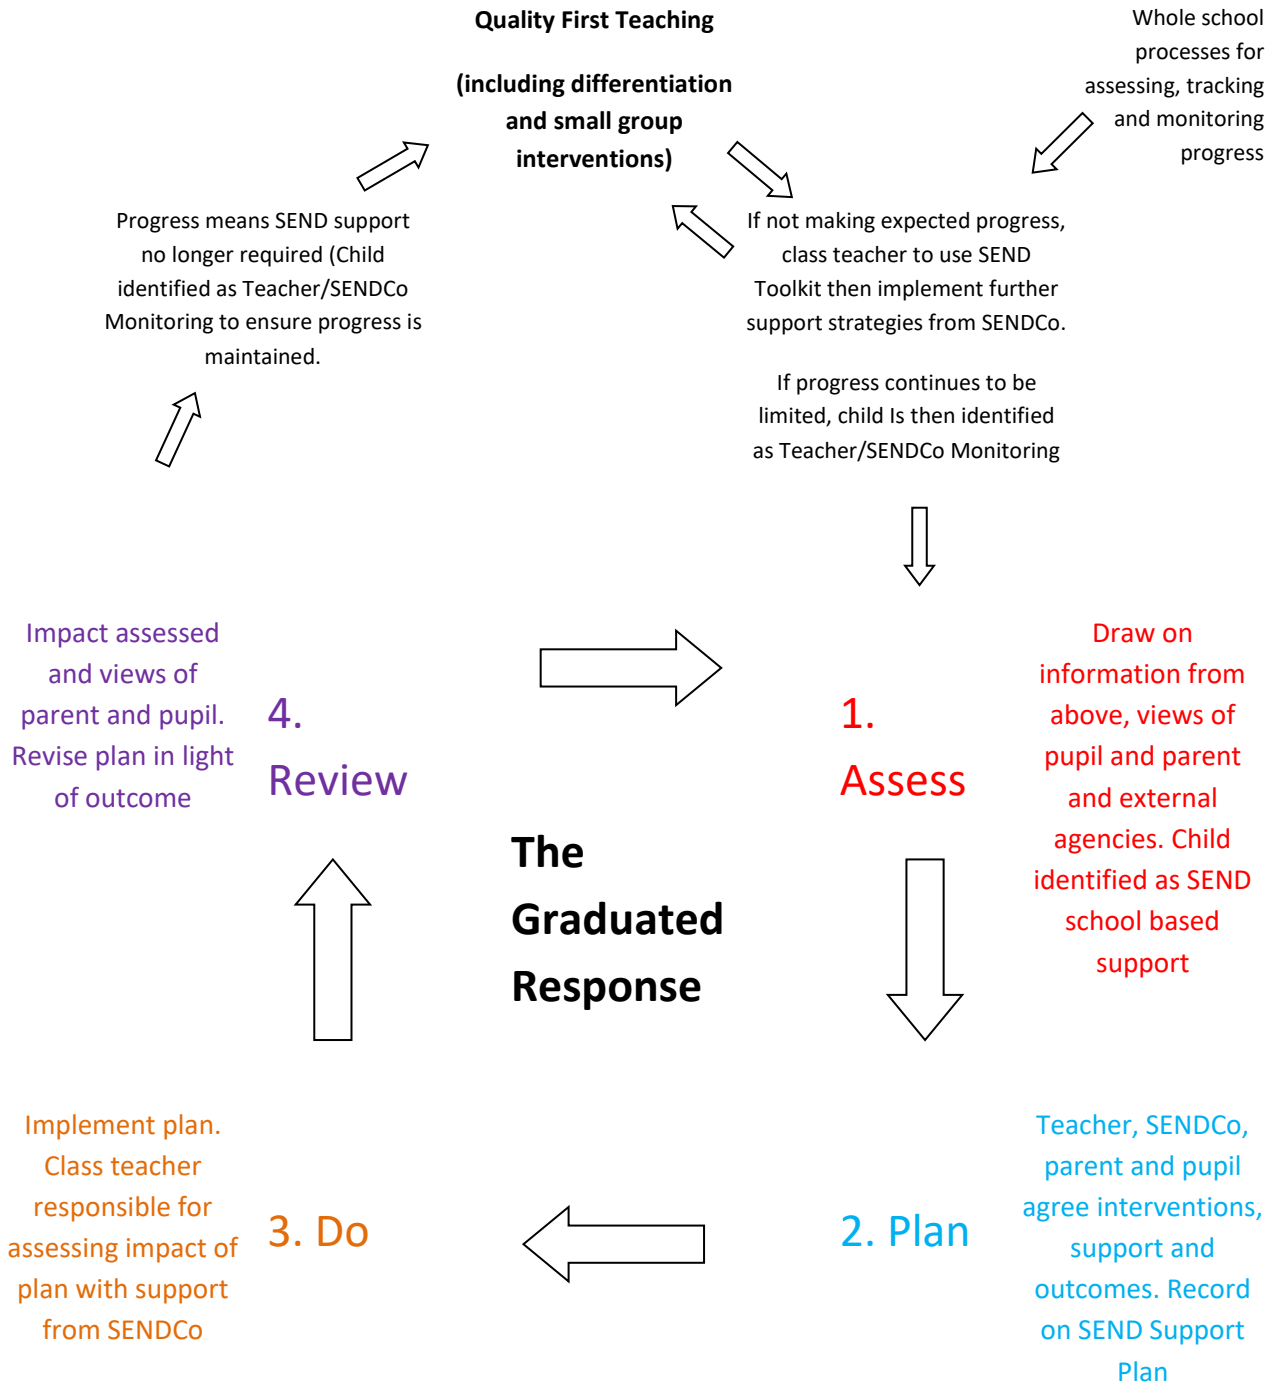 Quality First Teaching
(including differentiation
and small group
interventions)
Whole school
processes for
assessing, tracking
and monitoring
progress
Progress means SEND support
no longer required (Child
identified as Teacher/SENDCo
Monitoring to ensure progress is
maintained.
If not making expected progress,
class teacher to use SEND
Toolkit then implement further
support strategies from SENDCo.
If progress continues to be
limited, child Is then identified
as Teacher/SENDCo Monitoring
Impact assessed
and views of
parent and pupil.
Revise plan in light
of outcome
4.
Review
1.
Assess
Draw on
information from
above, views of
pupil and parent
and external
agencies. Child
identified as SEND
school based
support
The
Graduated
Response
Implement plan.
Class teacher
responsible for
assessing impact of
plan with support
from SENDCo
3. Do
2. Plan
Teacher, SENDCo,
parent and pupil
agree interventions,
support and
outcomes. Record
on SEND Support
Plan